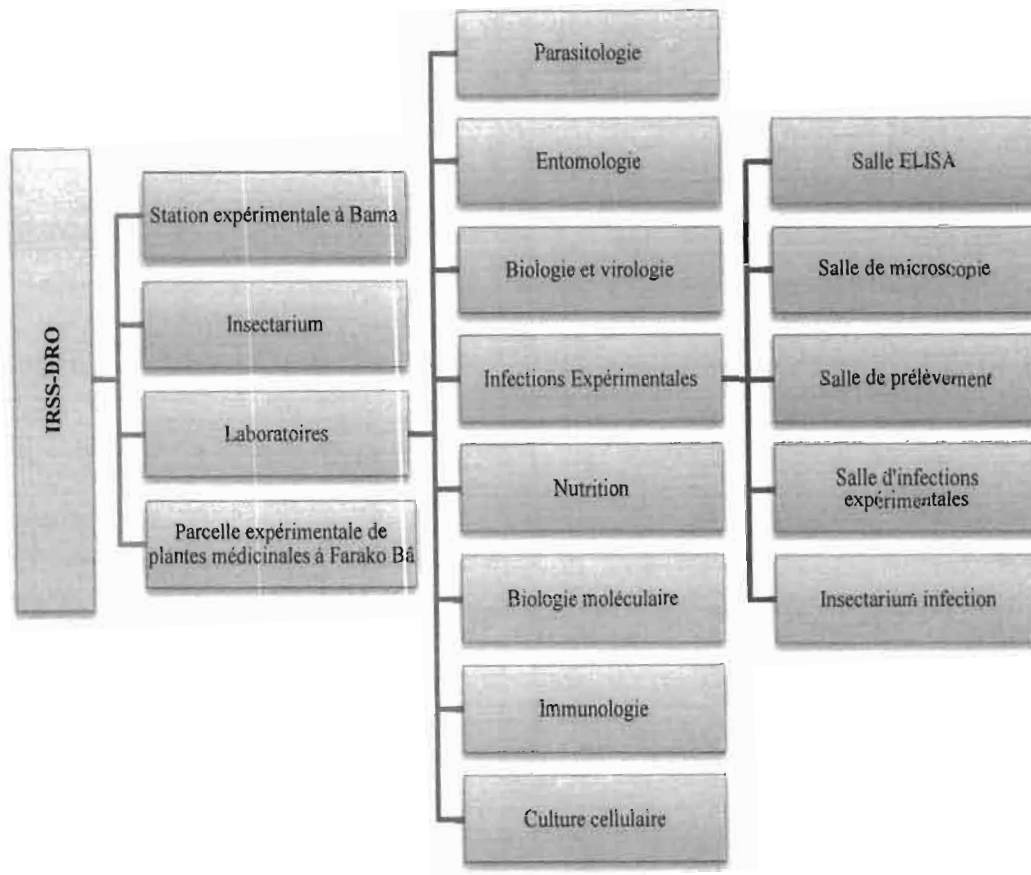 IRSS-DRO
Station expérimentale à Bama
Insectarium
Laboratoires
Parcelle expérimentale de
plantes médicinales à Farako Bâ
Parasitologie
Entomologie
Biologie et virologie
Infections Expérimentales
Nutrition
Biologie moléculaire
Immunologie
Culture cellulaire
Salle ELISA
Salle de microscopie
Salle de prélèvement
Salle d'infections
expérimentales
Insectarium infection